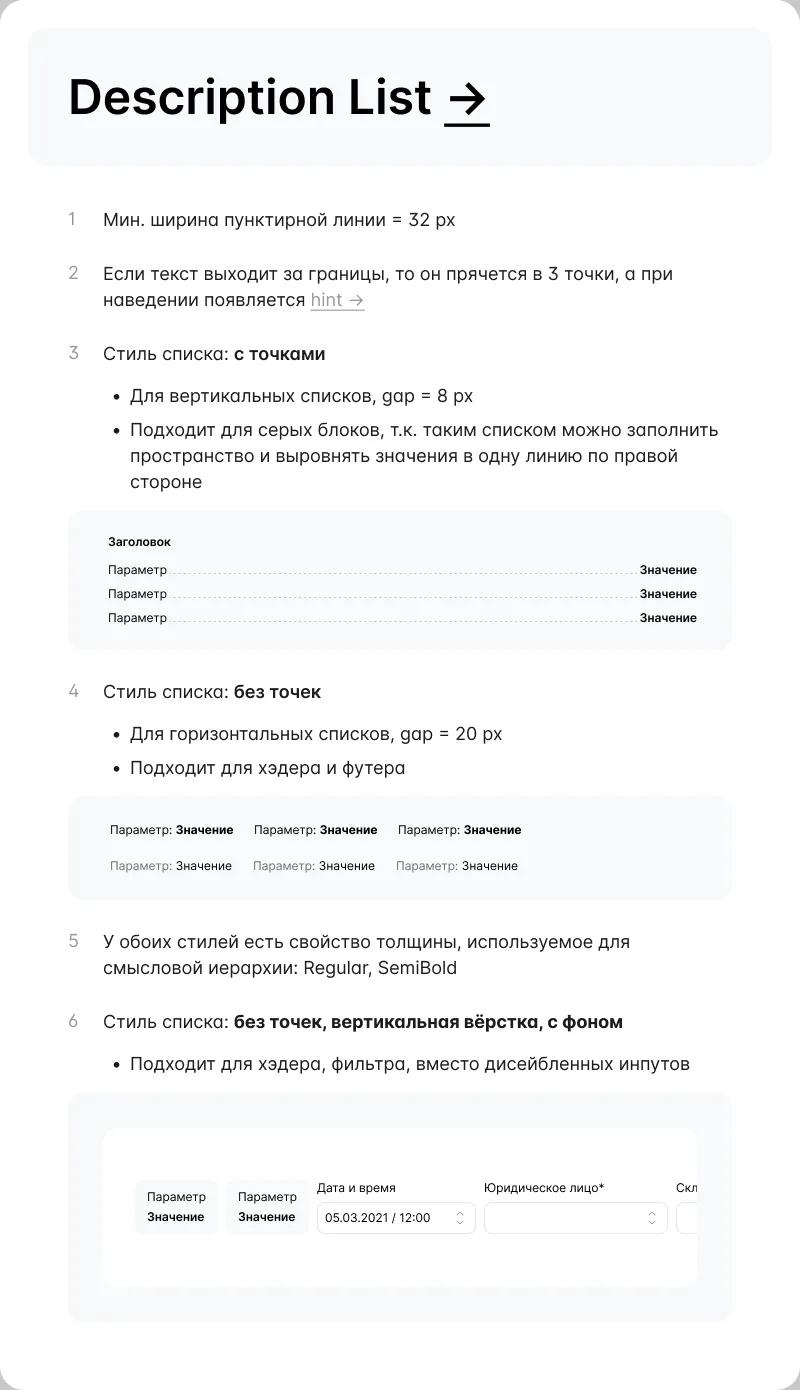 Description List →
1 Мин. ширина пунктирной линии = 32 px
2 Если текст выходит за границы, то он прячется в 3 точки, а при
наведении появляется hint →
3 Стиль списка: с точками
• Для вертикальных списков, gap = 8 px
• Подходит для серых блоков, т.к. таким списком можно заполнить
пространство и выровнять значения в одну линию по правой
стороне
Заголовок
Параметр Значение
Параметр Значение
Параметр Значение
4 Стиль списка: без точек
• Для горизонтальных списков, gap = 20 px
• Подходит для хэдера и футера
Параметр: Значение Параметр: Значение Параметр: Значение
Параметр: Значение Параметр: Значение Параметр: Значение
5 У обоих стилей есть свойство толщины, используемое для
смысловой иерархии: Regular, SemiBold
6 Стиль списка: без точек, вертикальная вёрстка, с фоном
• Подходит для хэдера, фильтра, вместо дисейбленных инпутов
Параметр Параметр Дата и время Юридическое лицо* Скл
Значение Значение 05.03.2021 / 12:00